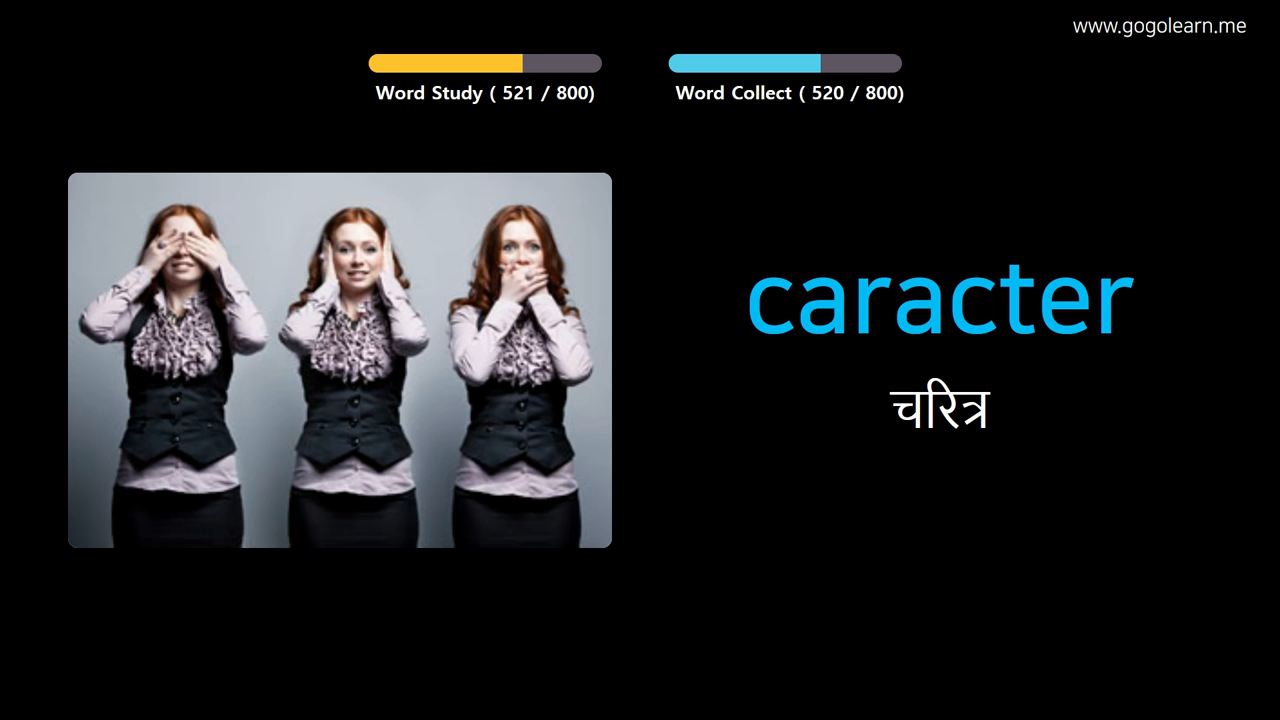 www.gogolearn.me
Word Study ( 521 / 800)
Word Collect ( 520 / 800)
caracter
चरित्र